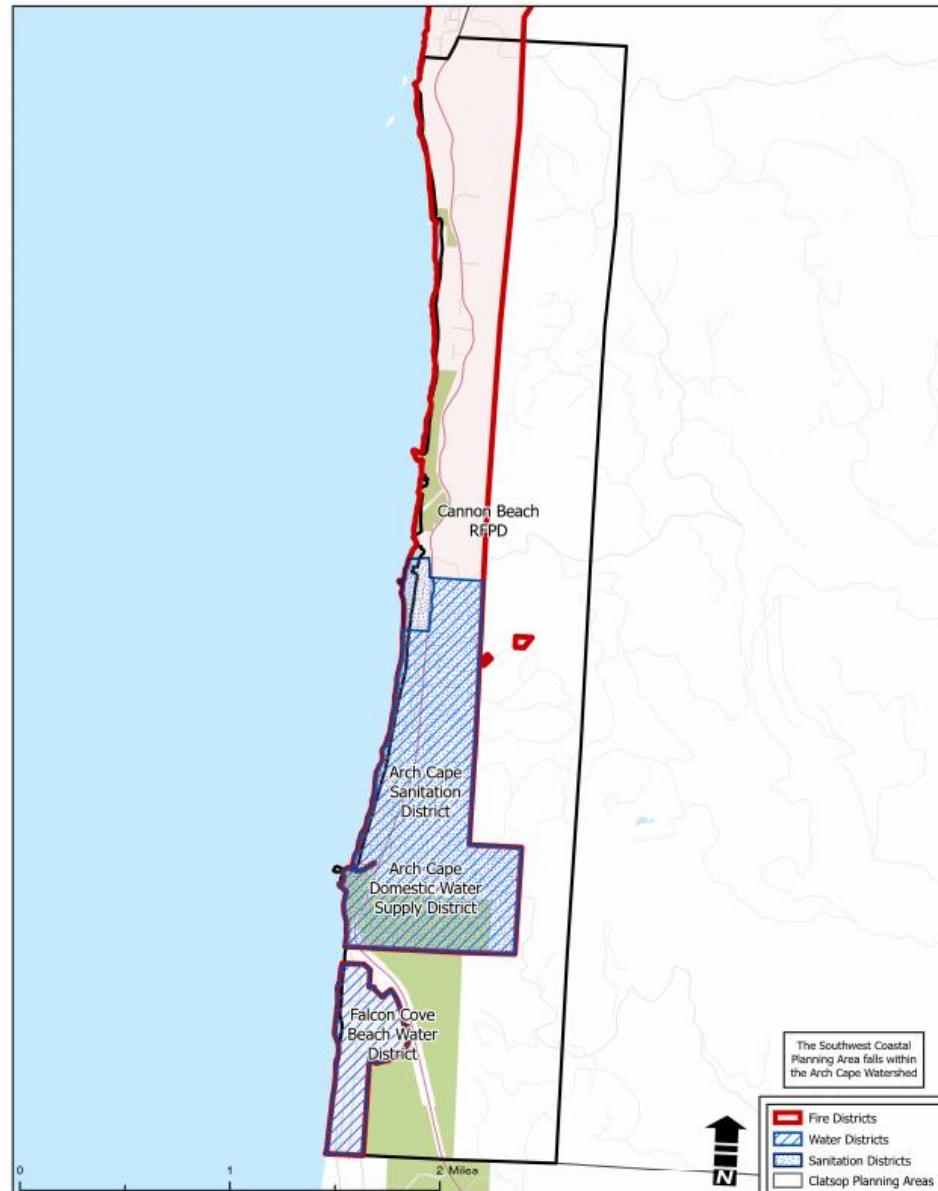 Cannon Beach
RFPD
Arch Cape
Sanitation
District
Arch Cape
Domestic Water
Supply District
Falcon Cove
Beach Water
District
The Southwest Coastal
Planning Area falls within
the Arch Cape Watershed
Fire Districts
Water Districts
Sanitation Districts
Clatsop Planning Areas
N
0 1 2 Miles